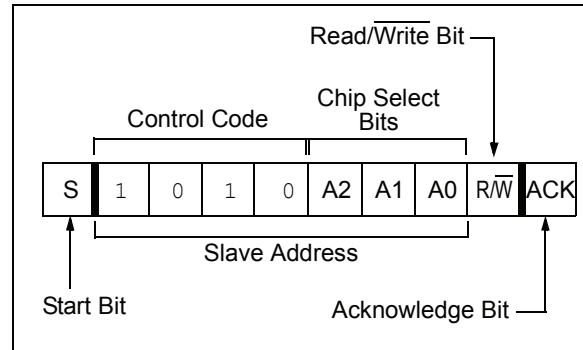 Read/Write Bit
Chip Select
Bits
Control Code
S 1 0 1 0 A2 A1 A0 R/W ACK
Slave Address
Start Bit
Acknowledge Bit